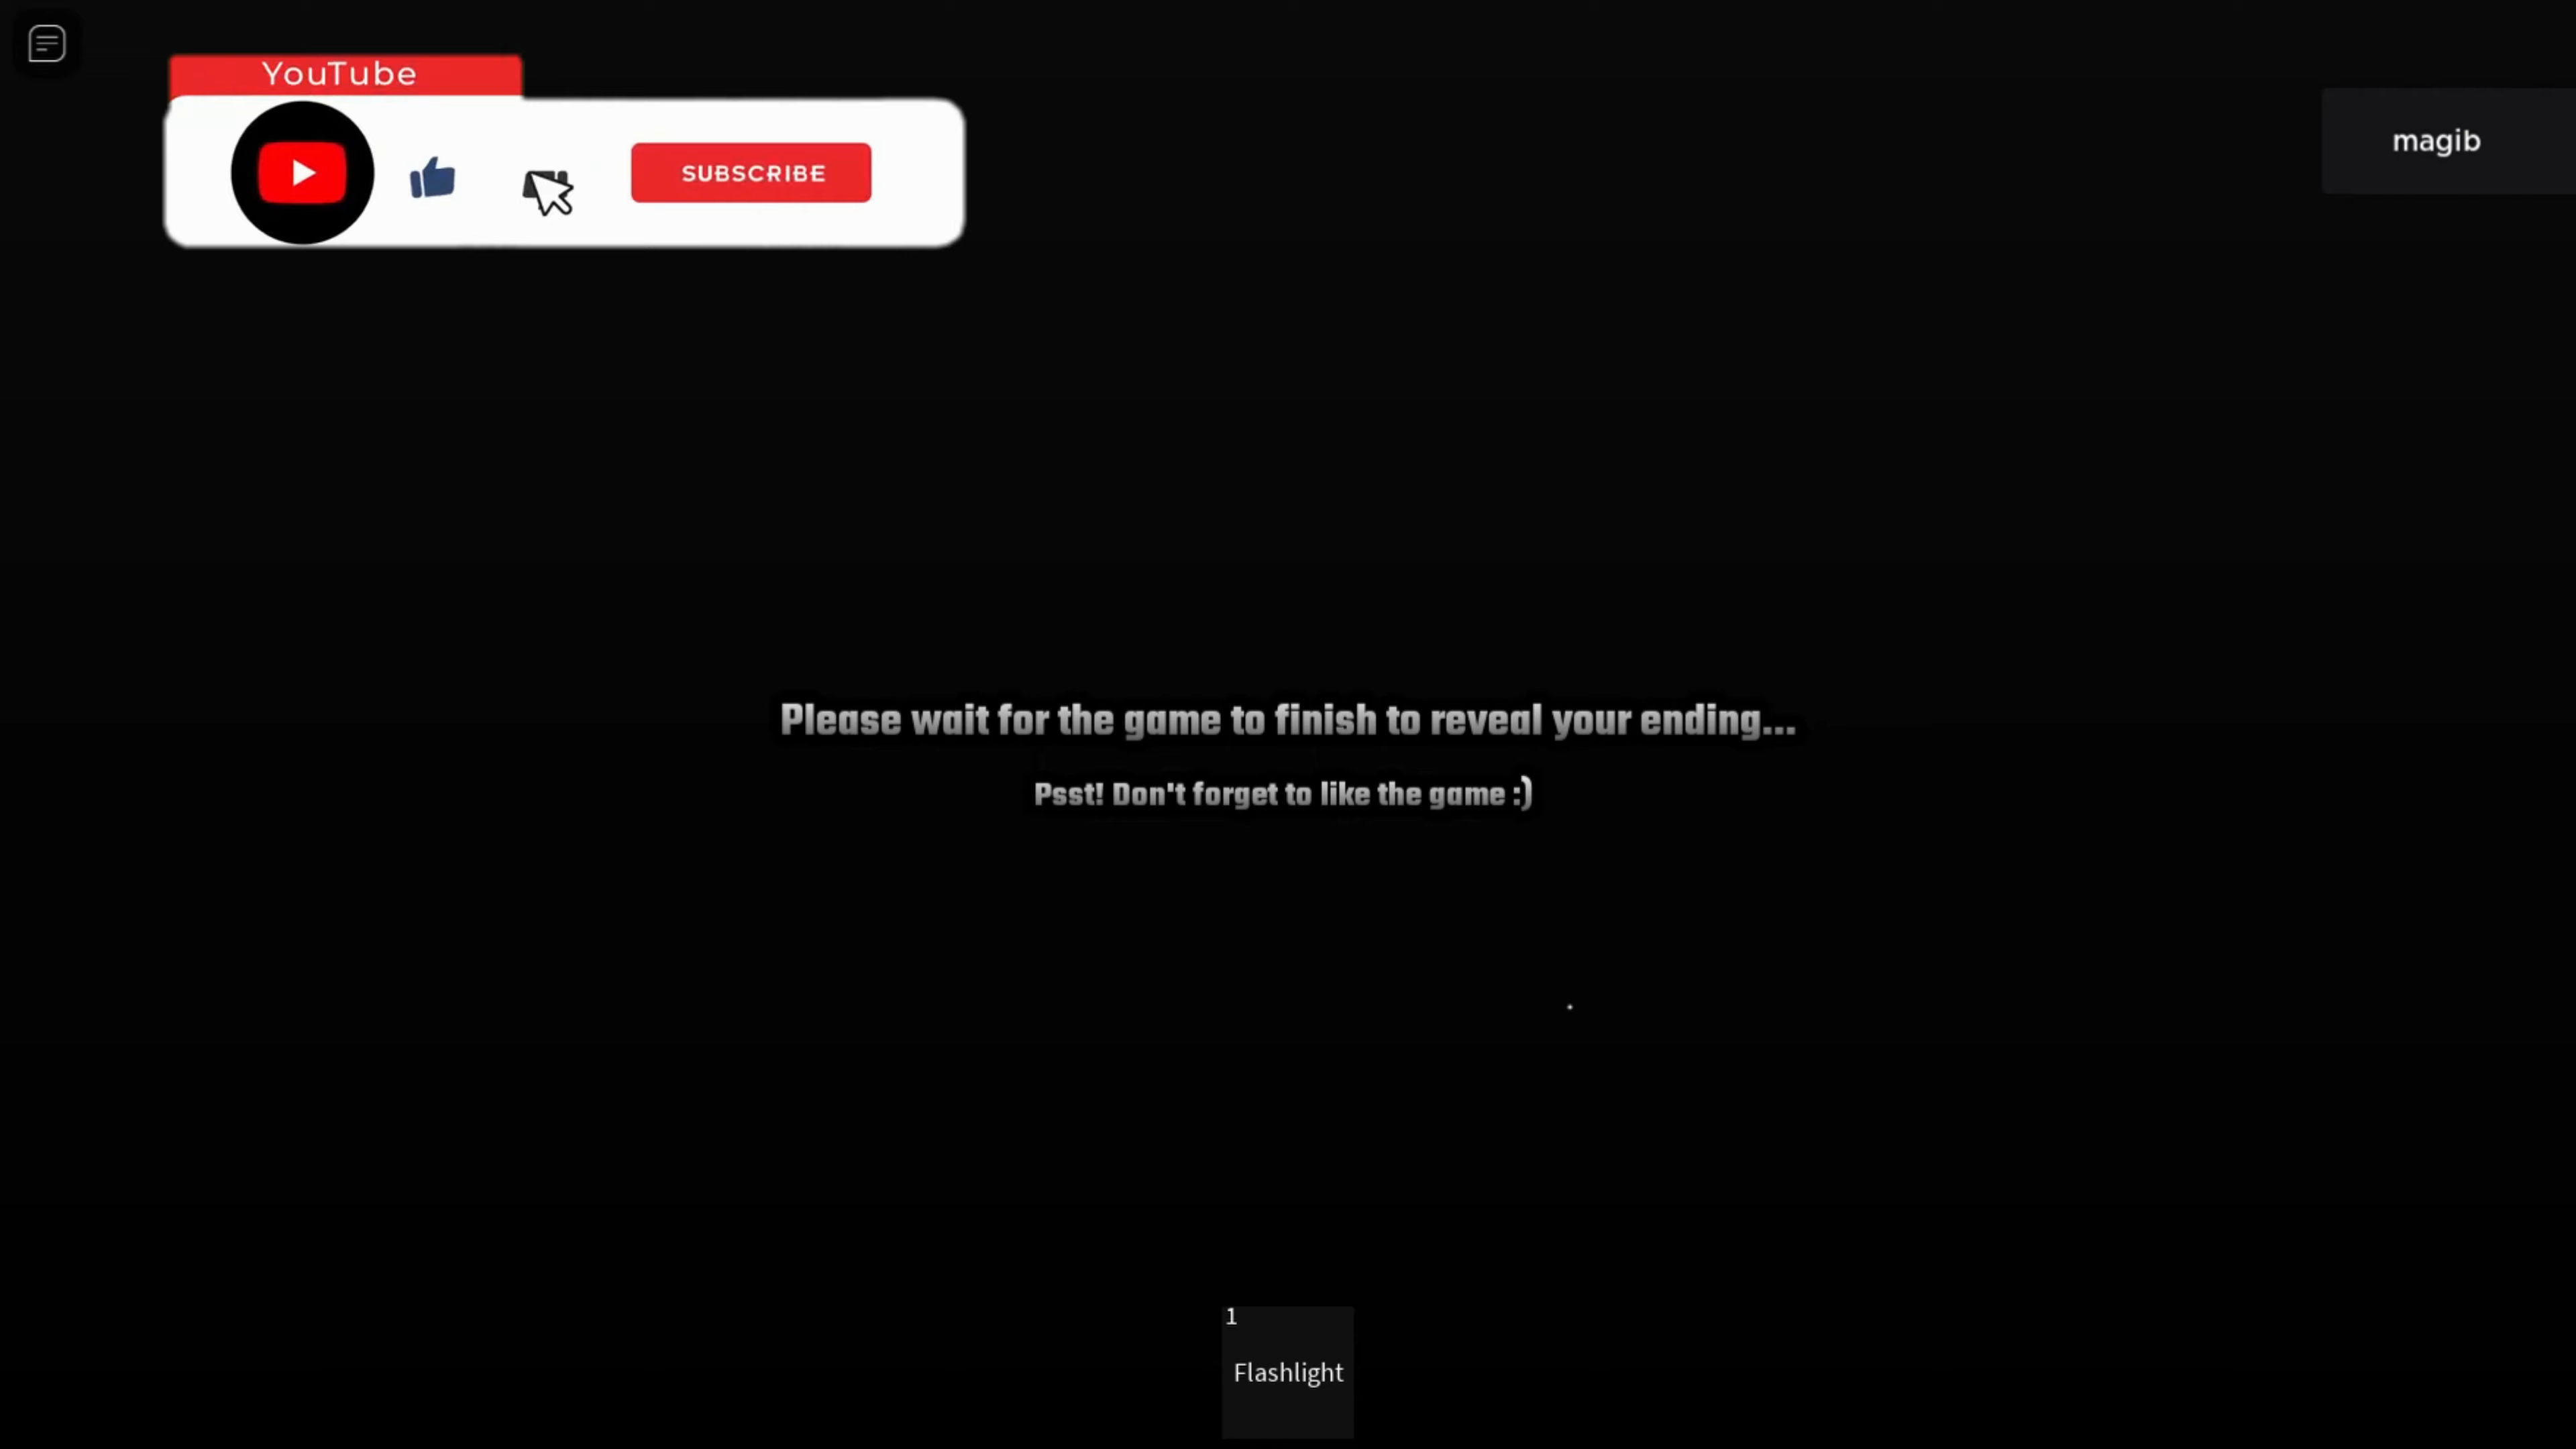 YouTube
SUBSCRIBE
magib
Please wait for the game to finish to reveal your ending...
Psst! Don't forget to like the game :)
1
Flashlight